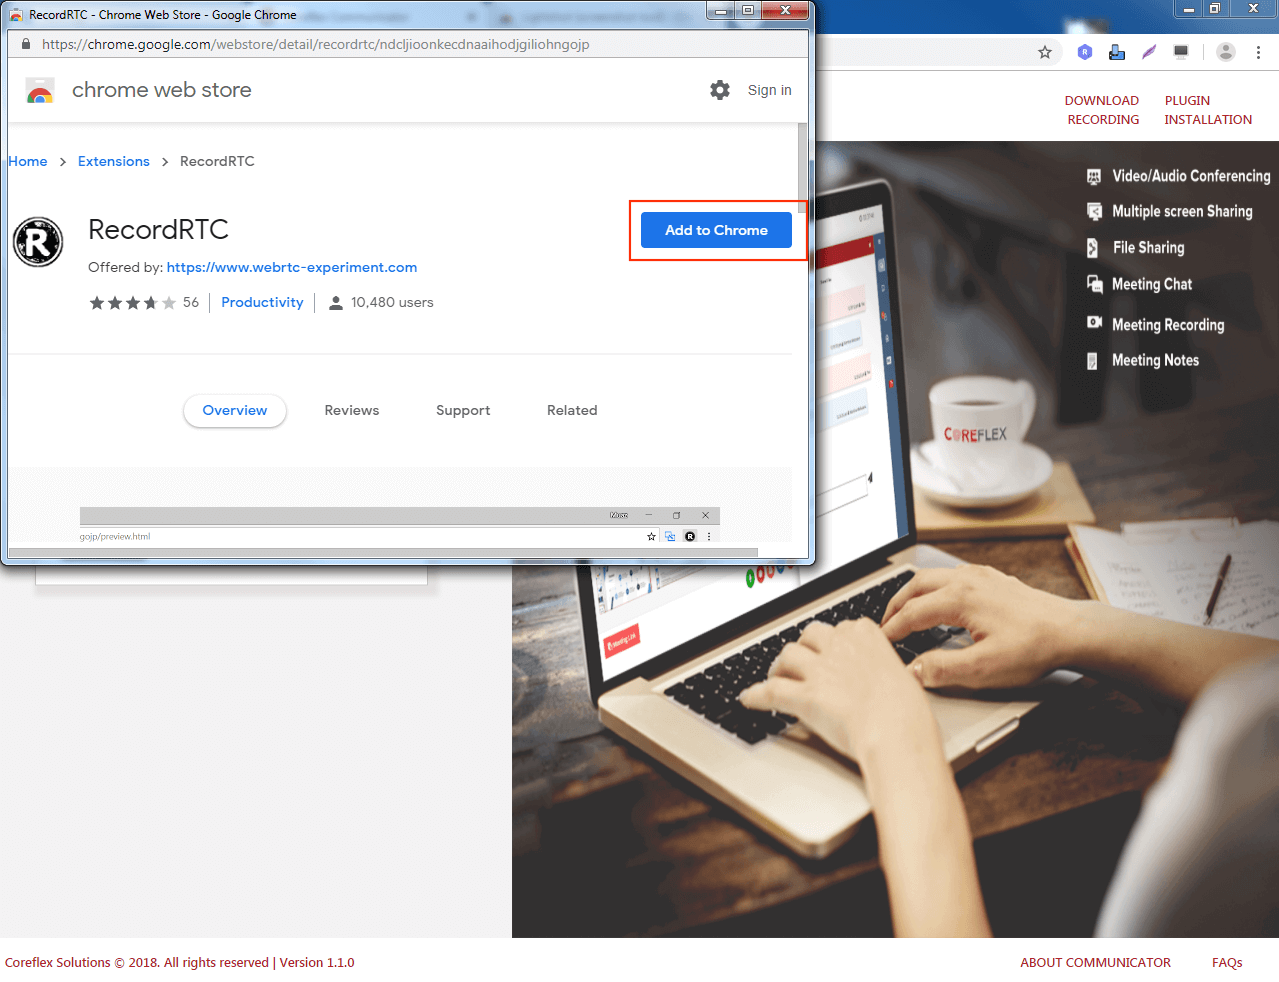 RecordRTC - Chrome Web Store - Google Chrome
https://chrome.google.com/webstore/detail/recordrtc/ndcljioonkecdnaaihodjgiliohngojp
chrome web store
Sign in
Home > Extensions > RecordRTC
RecordRTC
Add to Chrome
R
Offered by: https://www.webrtc-experiment.com
56
Productivity
10,480 users
Overview
Reviews
Support
Related
gojp/preview.html
R
DOWNLOAD
RECORDING
PLUGIN
INSTALLATION
Video/Audio Conferencing
Multiple screen Sharing
File Sharing
Meeting Chat
Meeting Recording
Meeting Notes
COREFLEX
Coreflex Solutions © 2018. All rights reserved | Version 1.1.0
ABOUT COMMUNICATOR
FAQs